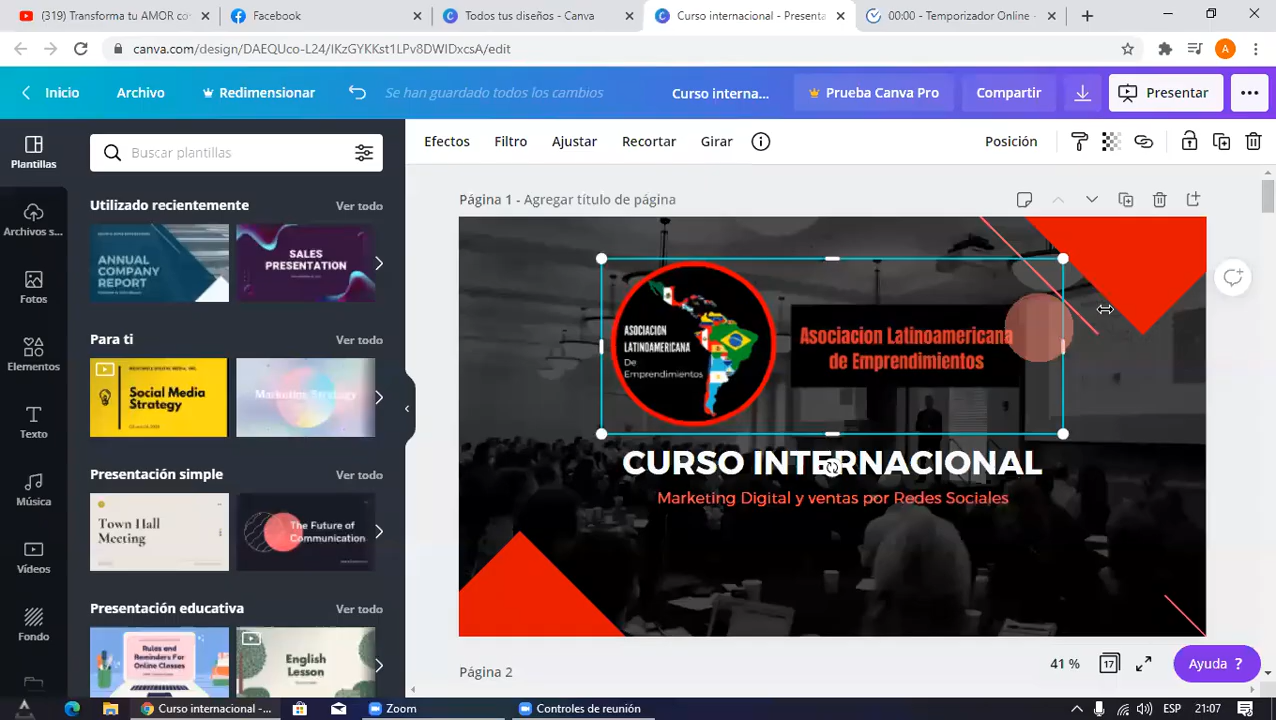 (319) Transforma tu AMOR co
Facebook
Todos tus diseños - Canva
Curso internacional - Presenta
00:00 - Temporizador Online -
canva.com/design/DAEQUco-L24/IKzGYKKst1LPv8DWIDxcsA/edit
A
Inicio
Archivo
Redimensionar
Se han guardado todos los cambios
Curso interna...
Prueba Canva Pro
Compartir
Presentar
Plantillas
Buscar plantillas
Efectos
Filtro
Ajustar
Recortar
Girar
Posición
Archivos s...
Fotos
Elementos
Texto
Música
Vídeos
Fondo
Utilizado recientemente
Ver todo
ANNUAL
COMPANY
REPORT
SALES
PRESENTATION
Para ti
Ver todo
Social Media
Strategy
Marketing Strategy
Presentación simple
Ver todo
Town Hall
Meeting
The Future of
Communication
Presentación educativa
Ver todo
Rules and
Reminders For
Online Classes
English
Lesson
Página 1 - Agregar título de página
ASOCIACION
LATINOAMERICANA
De
Emprendimientos
Asociacion Latinoamericana
de Emprendimientos
CURSO INTERNACIONAL
Marketing Digital y ventas por Redes Sociales
Página 2
41 %
17
Ayuda ?
Curso internacional -...
Zoom
Controles de reunión
ESP
21:07